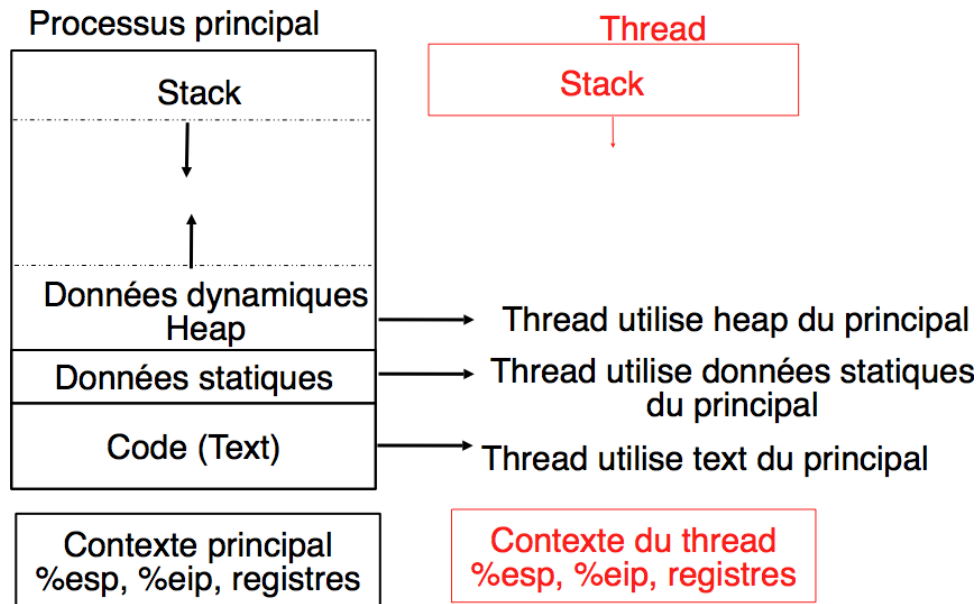 Processus principal
Thread
Stack
Stack
Données dynamiques
Heap
Thread utilise heap du principal
Données statiques
Thread utilise données statiques
du principal
Code (Text)
Thread utilise text du principal
Contexte principal
%esp, %eip, registres
Contexte du thread
%esp, %eip, registres